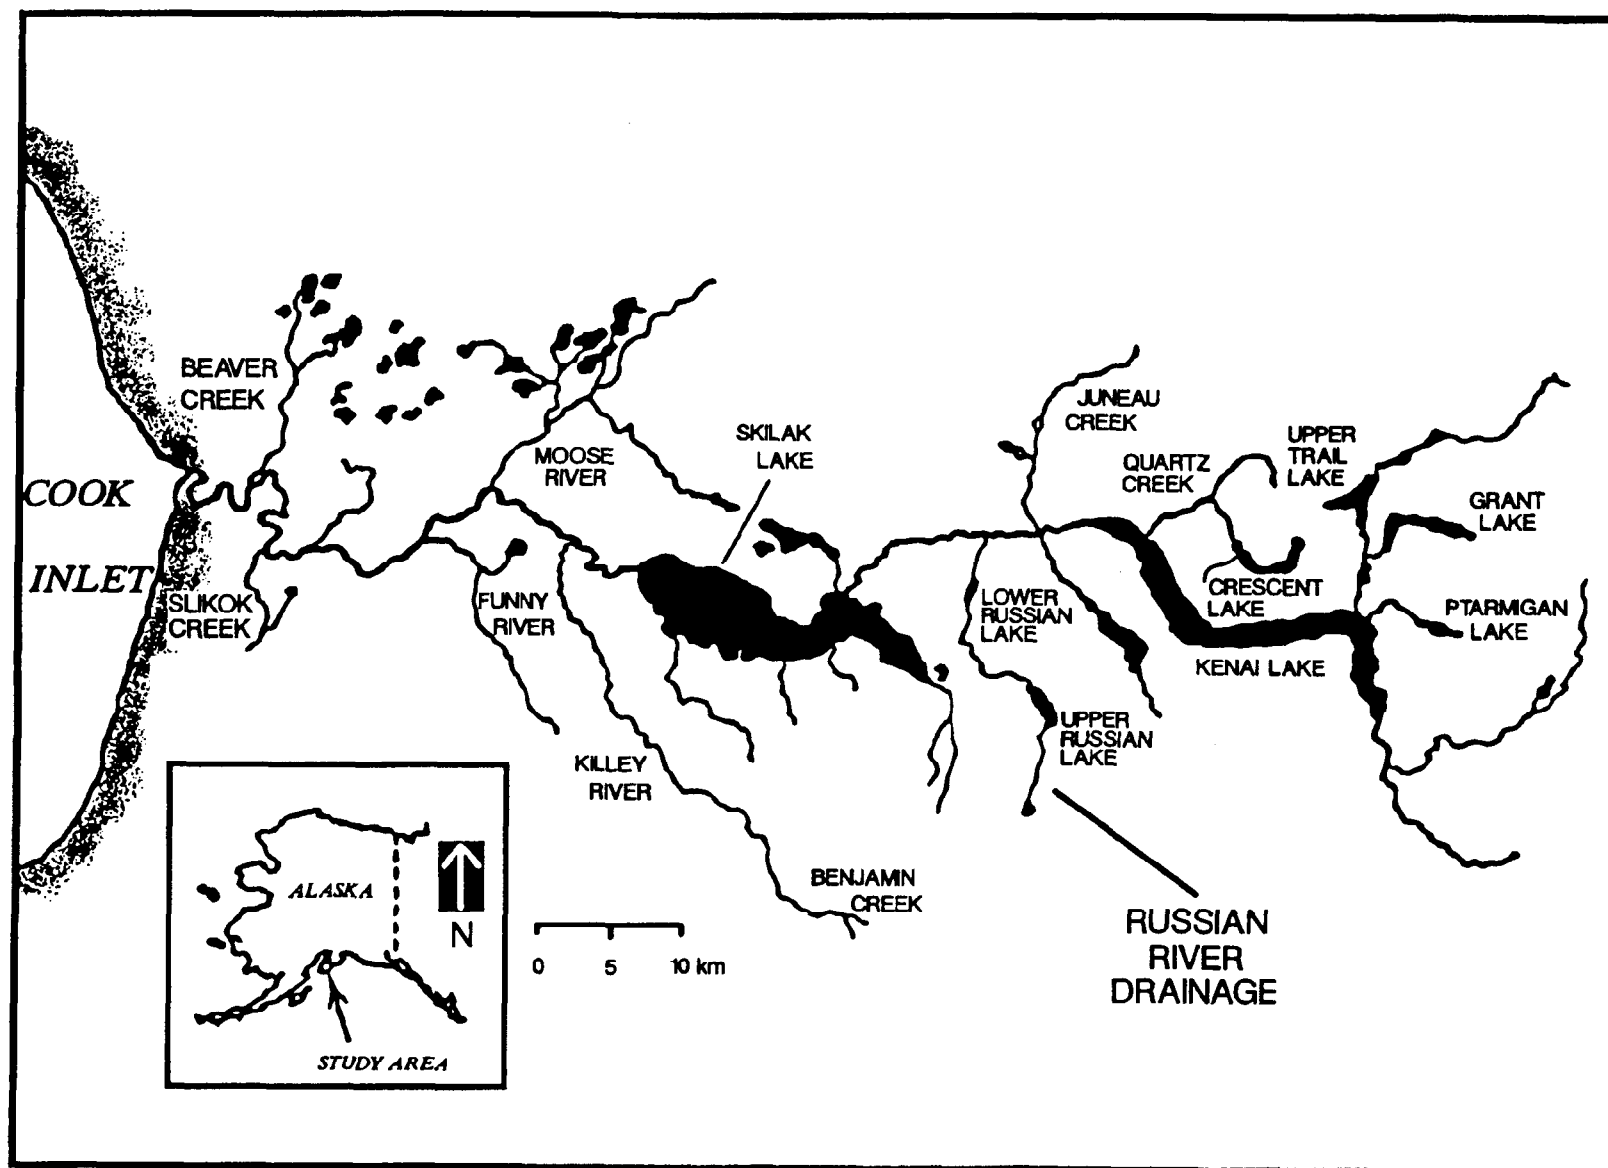 BEAVER
CREEK
COOK
INLET
SLIKOK
CREEK
MOOSE
RIVER
FUNNY
RIVER
SKILAK
LAKE
KILLEY
RIVER
BENJAMIN
CREEK
JUNEAU
CREEK
QUARTZ
CREEK
UPPER
TRAIL
LAKE
GRANT
LAKE
LOWER
RUSSIAN
LAKE
CRESCENT
LAKE
PTARMIGAN
LAKE
KENAI LAKE
UPPER
RUSSIAN
LAKE
RUSSIAN
RIVER
DRAINAGE
ALASKA
N
STUDY AREA
0 5 10 km